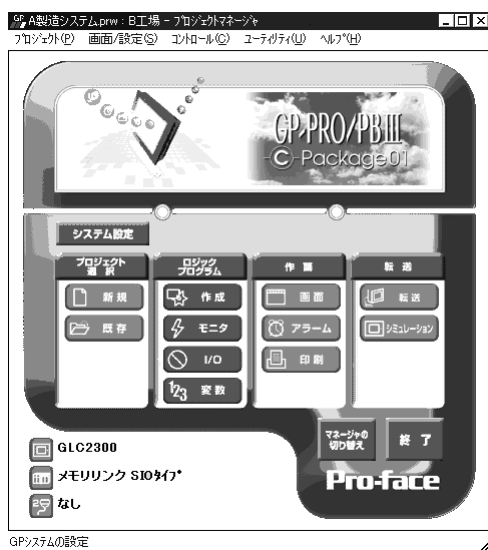 A製造システム.prw : B工場 - プロジェクトマネージャ
プロジェクト(P) 画面/設定(S) コントロール(C) ユーティリティ(U) ヘルプ(H)
GP-PRO/PBⅢ
C-Package01
システム設定
プロジェクト
選択
ロジック
プログラム
作画
転送
新規
作成
画面
転送
既存
モニタ
アラーム
シミュレーション
I/O
印刷
123
変数
マネージャの
切り替え
終了
GLC2300
メモリリンク SIOタイプ
なし
Pro-face
GPシステムの設定